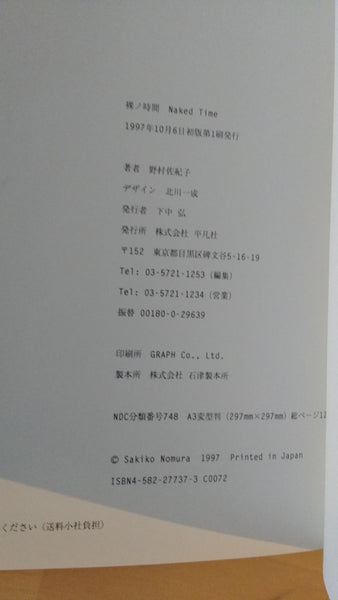 裸ノ時間 Naked Time
1997年10月6日初版第1刷発行
著者 野村佐紀子
デザイン 北川一成
発行者 下中 弘
発行所 株式会社 平凡社
〒152 東京都目黒区碑文谷5-16-19
Tel: 03-5721-1253(編集)
Tel: 03-5721-1234(営業)
振替 00180-0-29639
印刷所 GRAPH Co., Ltd.
製本所 株式会社 石津製本所
NDC分類番号748 A3変型判(297mm×297mm)総ページ12
© Sakiko Nomura 1997 Printed in Japan
ISBN4-582-27737-3 C0072
ください(送料小社負担)